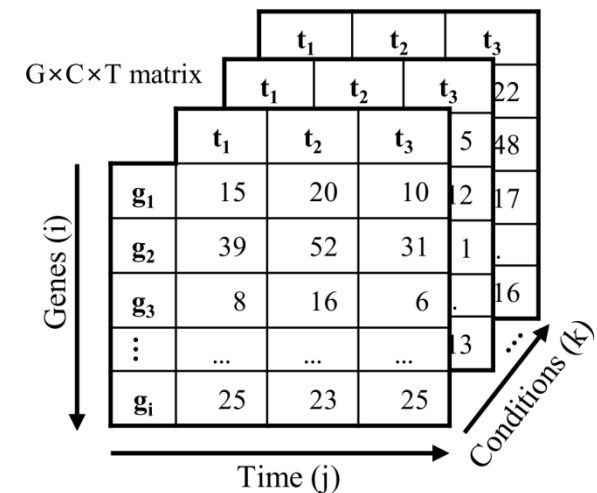 t1 t2 t3
G×C×T matrix
t1 t2 t3 22
t1 t2 t3 5 48
g1 15 20 10 12 17
g2 39 52 31 1 .
g3 8 16 6 . 16
⋮ ... ... ... 13 ...
gi 25 23 25
Genes (i)
Time (j)
Conditions (k)